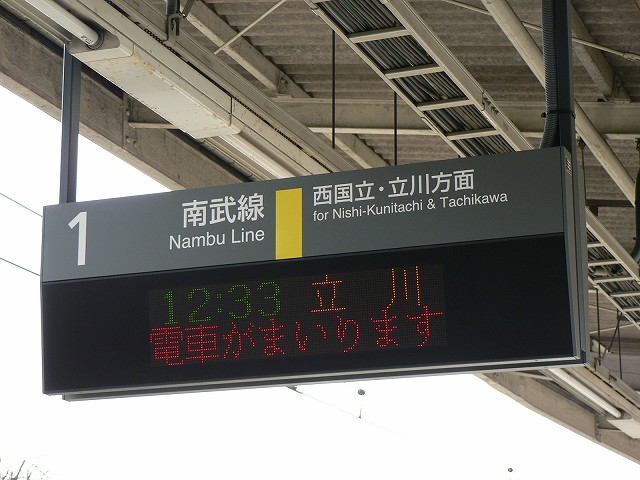 1
南武線
Nambu Line
西国立・立川方面
for Nishi-Kunitachi & Tachikawa
12:33 立川
電車がまいります